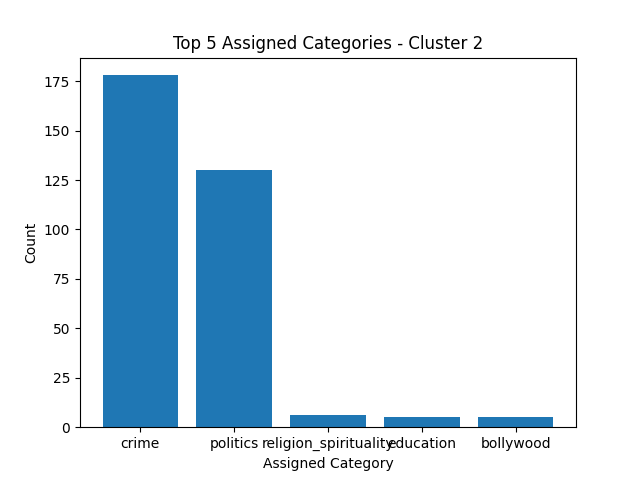 Top 5 Assigned Categories - Cluster 2
175
150
125
100
75
50
25
0
Count
crime politics religion_spirituality education bollywood
Assigned Category